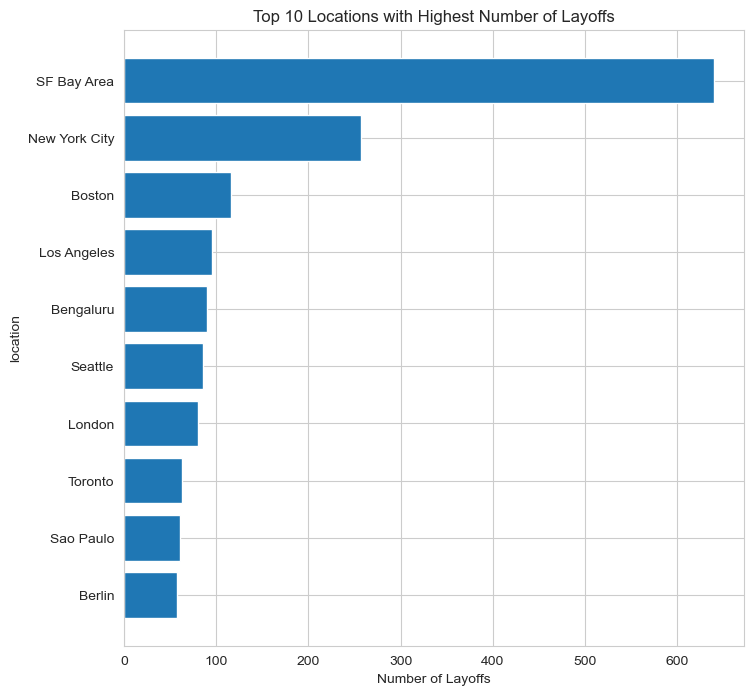 Top 10 Locations with Highest Number of Layoffs
SF Bay Area
New York City
Boston
Los Angeles
Bengaluru
Seattle
London
Toronto
Sao Paulo
Berlin
location
0 100 200 300 400 500 600
Number of Layoffs